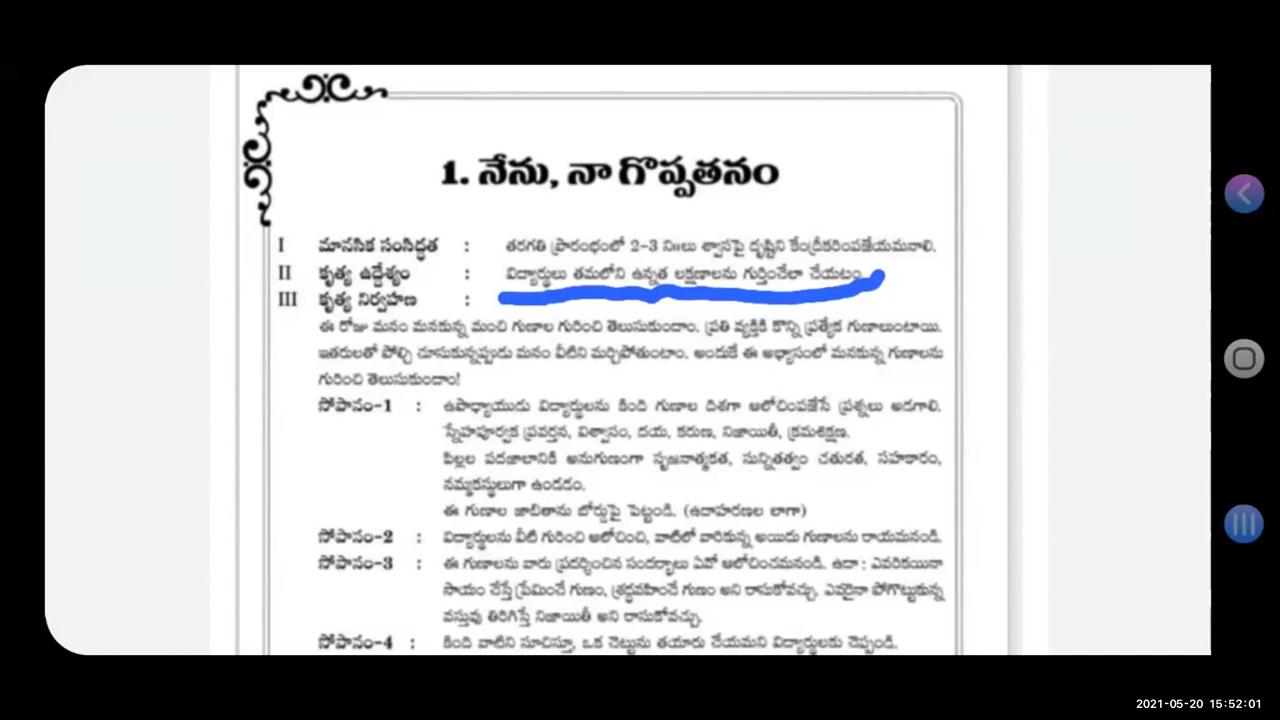 1. నేను, నా గొప్పతనం
I మానసిక సంసిద్ధత : తరగతి ప్రారంభంలో 2-3 ని॥లు శ్వాసపై దృష్టిని కేంద్రీకరింపజేయమనాలి.
II కృత్య ఉద్దేశ్యం : విద్యార్థులు తమలోని ఉన్నత లక్షణాలను గుర్తించేలా చేయటం.
III కృత్య నిర్వహణ :
ఈ రోజు మనం మనకున్న మంచి గుణాల గురించి తెలుసుకుందాం. ప్రతి వ్యక్తికి కొన్ని ప్రత్యేక గుణాలుంటాయి.
ఇతరులతో పోల్చి చూసుకున్నప్పుడు మనం వీటిని మర్చిపోతుంటాం. అందుకే ఈ అధ్యాసంలో మనకున్న గుణాలను
గురించి తెలుసుకుందాం!
సోపానం-1 : ఉపాధ్యాయుడు విద్యార్థులను కింది గుణాల దిశగా ఆలోచింపజేసే ప్రశ్నలు అడగాలి.
స్నేహపూర్వక ప్రవర్తన, విశ్వాసం, దయ, కరుణ, నిజాయితీ, క్రమశిక్షణ.
పిల్లల పదజాలానికి అనుగుణంగా సృజనాత్మకత, సున్నితత్వం చతురత, సహకారం,
నమ్మకస్థులుగా ఉండడం.
ఈ గుణాల జాబితాను బోర్డుపై పెట్టండి. (ఉదాహరణల లాగా)
సోపానం-2 : విద్యార్థులను వీటి గురించి ఆలోచించి, వాటిలో వారికున్న అయిదు గుణాలను రాయమనండి.
సోపానం-3 : ఈ గుణాలను వారు ప్రదర్శించిన సందర్భాలు ఏవో ఆలోచించమనండి. ఉదా : ఎవరికయినా
సాయం చేస్తే ప్రేమించే గుణం, శ్రద్ధవహించే గుణం అని రాసుకోవచ్చు. ఎవరైనా పోగొట్టుకున్న
వస్తువు తిరిగిస్తే నిజాయితీ అని రాసుకోవచ్చు.
సోపానం-4 : కింది వాటిని సూచిస్తూ, ఒక చెట్టును తయారు చేయమని విద్యార్థులకు చెప్పండి.
2021-05-20 15:52:01